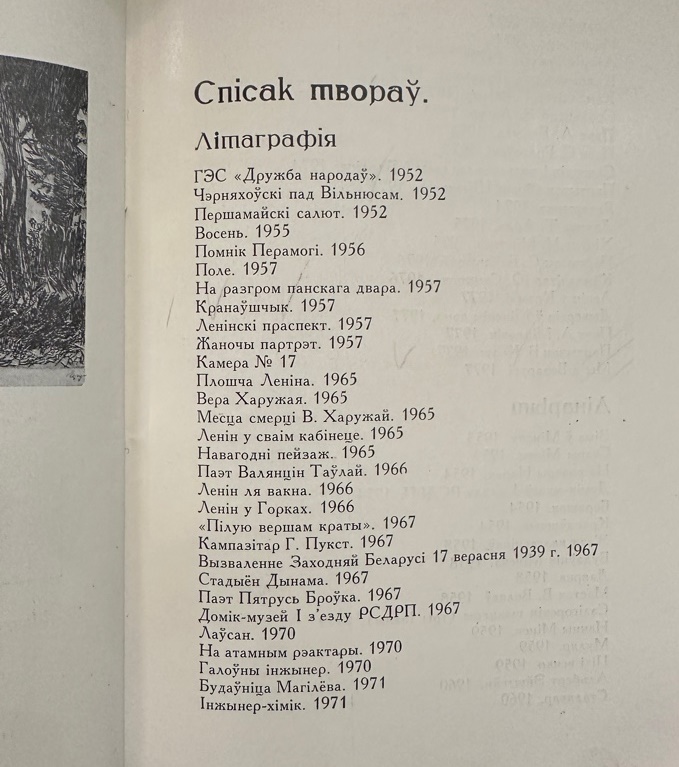 Спісак твораў.
Літаграфія
ГЭС «Дружба народаў». 1952
Чэрняхоўскі пад Вільнюсам. 1952
Першамайскі салют. 1952
Восень. 1955
Помнік Перамогі. 1956
Поле. 1957
На разгром панскага двара. 1957
Кранаўшчык. 1957
Ленінскі праспект. 1957
Жаночы партрэт. 1957
Камера № 17
Плошча Леніна. 1965
Вера Харужая. 1965
Месца смерці В. Харужай. 1965
Ленін у сваім кабінеце. 1965
Навагодні пейзаж. 1965
Паэт Валянцін Таўлай. 1966
Ленін ля вакна. 1966
Ленін у Горках. 1966
«Пілую вершам краты». 1967
Кампазітар Г. Пукст. 1967
Вызваленне Заходняй Беларусі 17 верасня 1939 г. 1967
Стадыён Дынама. 1967
Паэт Пятрусь Броўка. 1967
Домік-музей І з'езду РСДРП. 1967
Лаўсан. 1970
На атамным рэактары. 1970
Галоўны інжынер. 1970
Будаўніца Магілёва. 1971
Інжынер-хімік. 1971